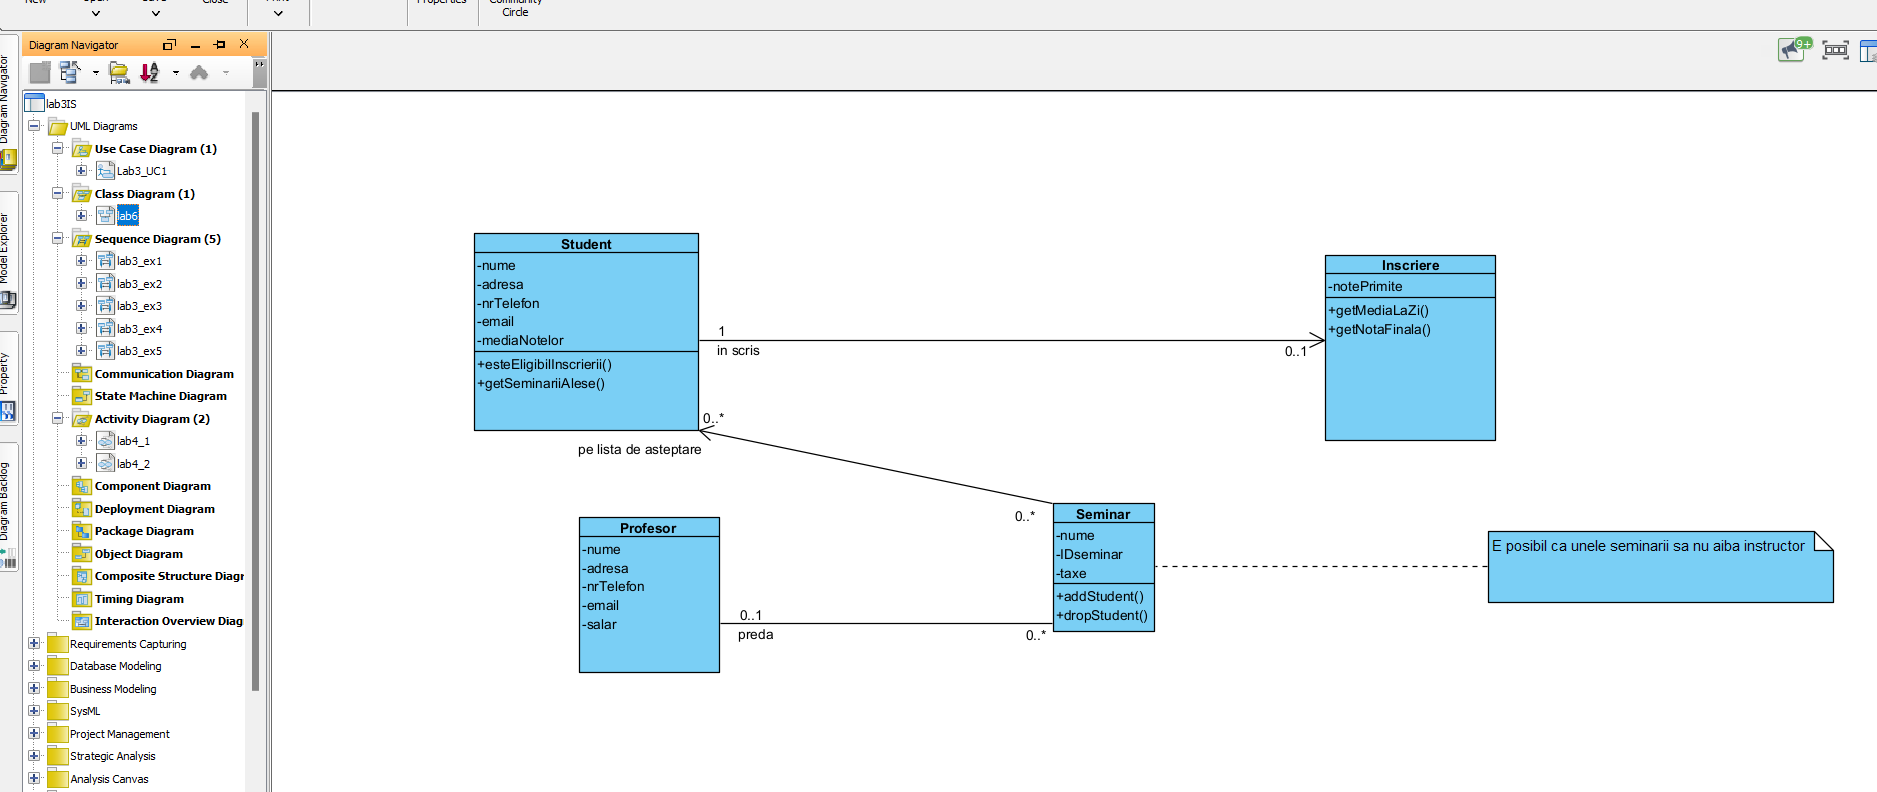 New
Open
Save
Close
Print
Properties
Community
Circle
Diagram Navigator
lab3IS
UML Diagrams
Use Case Diagram (1)
Lab3_UC1
Class Diagram (1)
lab6
Sequence Diagram (5)
lab3_ex1
lab3_ex2
lab3_ex3
lab3_ex4
lab3_ex5
Communication Diagram
State Machine Diagram
Activity Diagram (2)
lab4_1
lab4_2
Component Diagram
Deployment Diagram
Package Diagram
Object Diagram
Composite Structure Diagr
Timing Diagram
Interaction Overview Diag
Requirements Capturing
Database Modeling
Business Modeling
SysML
Project Management
Strategic Analysis
Analysis Canvas
Diagram Navigator
Model Explorer
Property
Diagram Backlog
9+
Student
-nume
-adresa
-nrTelefon
-email
-mediaNotelor
+esteEligibilInscrierii()
+getSeminariiAlese()
1
in scris
0..1
Inscriere
-notePrimite
+getMediaLaZi()
+getNotaFinala()
0..*
pe lista de asteptare
0..*
Profesor
-nume
-adresa
-nrTelefon
-email
-salar
0..1
preda
0..*
Seminar
-nume
-IDseminar
-taxe
+addStudent()
+dropStudent()
E posibil ca unele seminarii sa nu aiba instructor